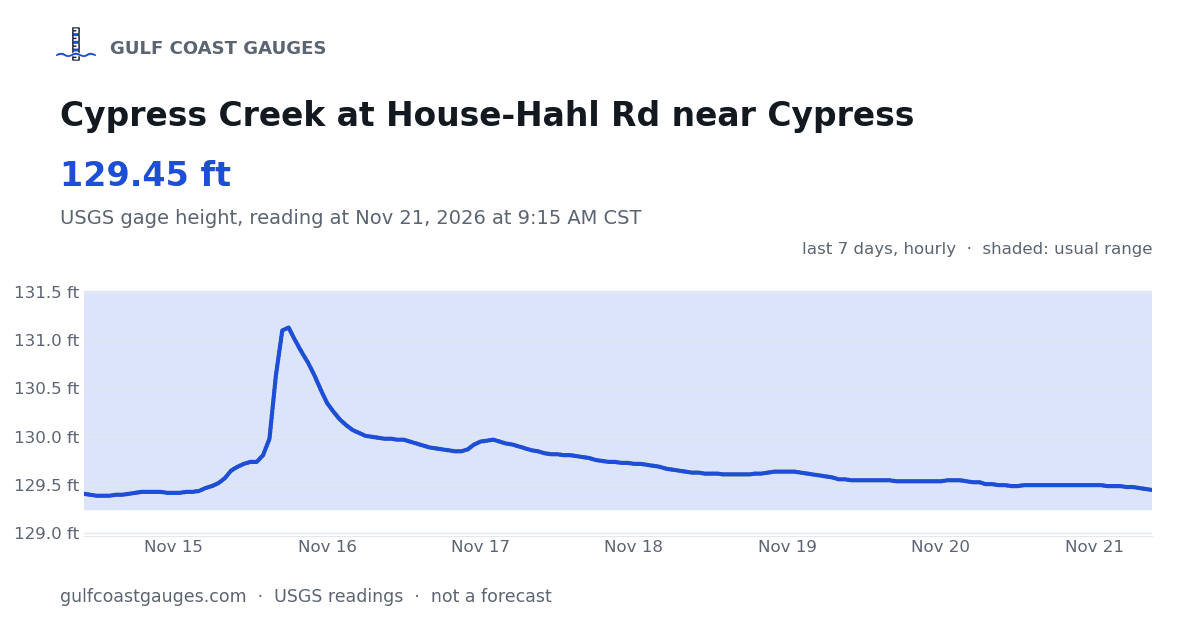 GULF COAST GAUGES
Cypress Creek at House-Hahl Rd near Cypress
129.45 ft
USGS gage height, reading at Nov 21, 2026 at 9:15 AM CST
last 7 days, hourly · shaded: usual range
131.5 ft
131.0 ft
130.5 ft
130.0 ft
129.5 ft
129.0 ft
Nov 15 Nov 16 Nov 17 Nov 18 Nov 19 Nov 20 Nov 21
gulfcoastgauges.com · USGS readings · not a forecast